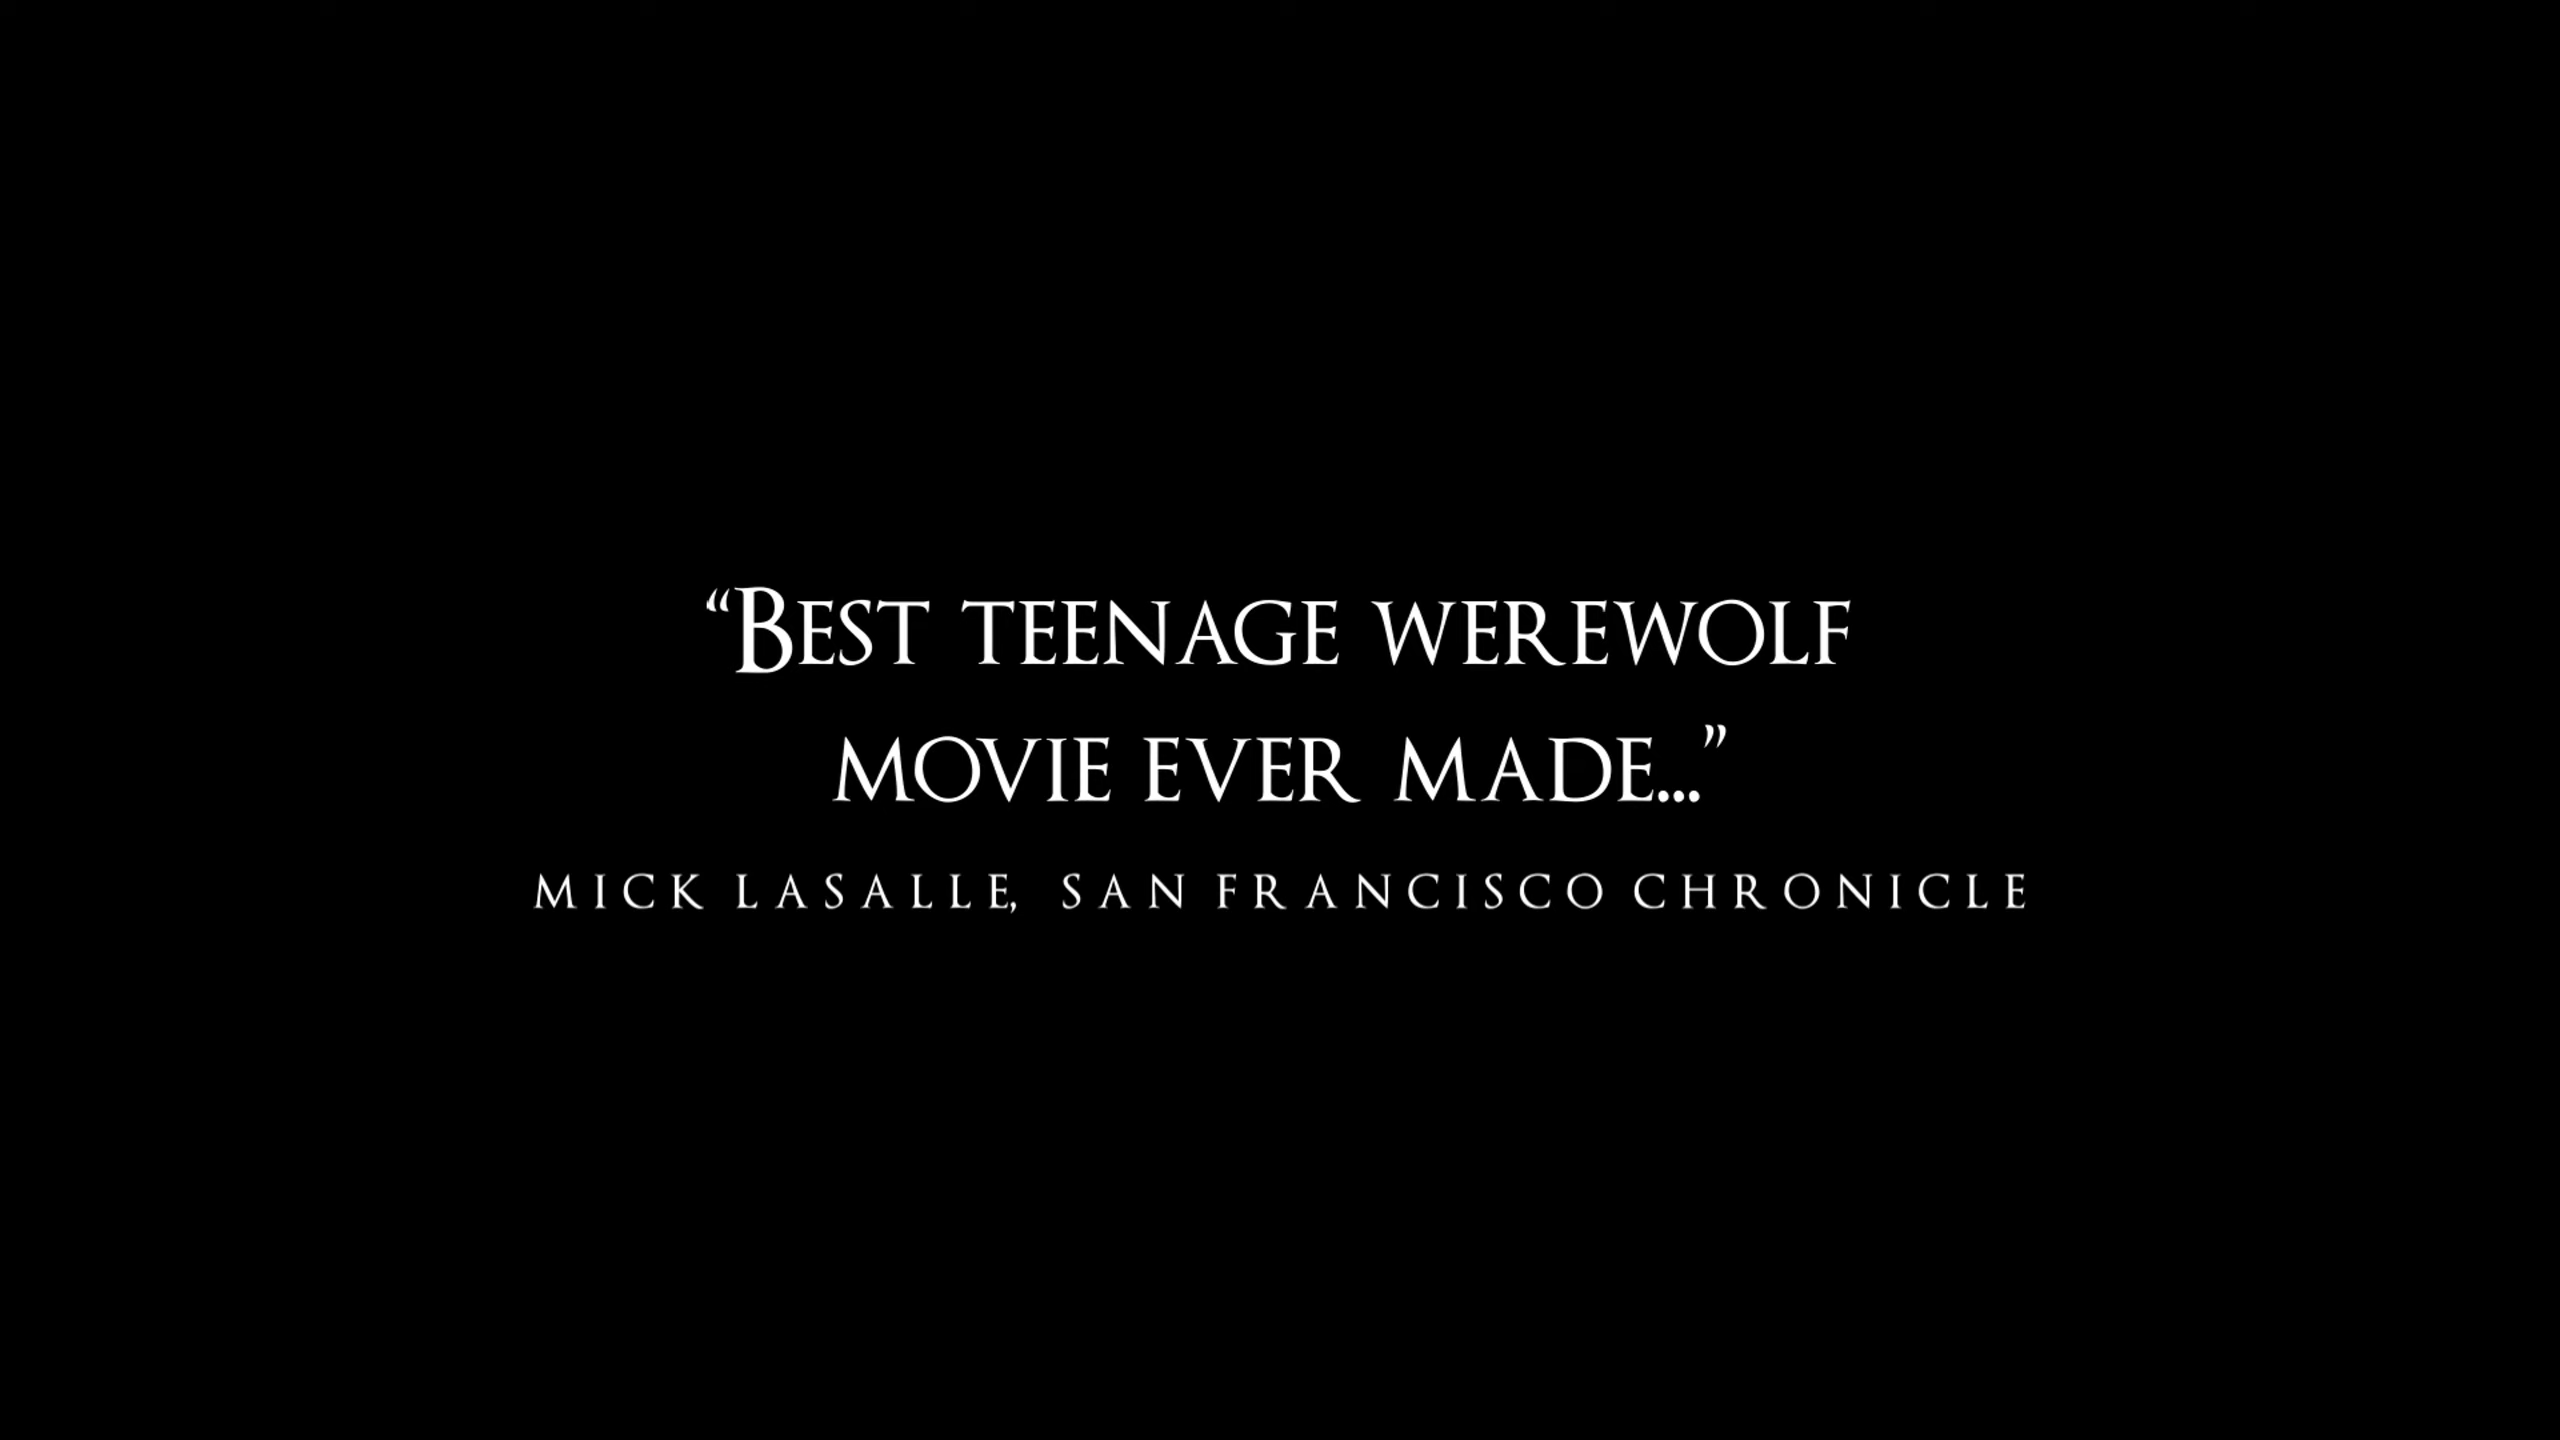 “Best teenage werewolf
movie ever made...”
MICK LASALLE, SAN FRANCISCO CHRONICLE